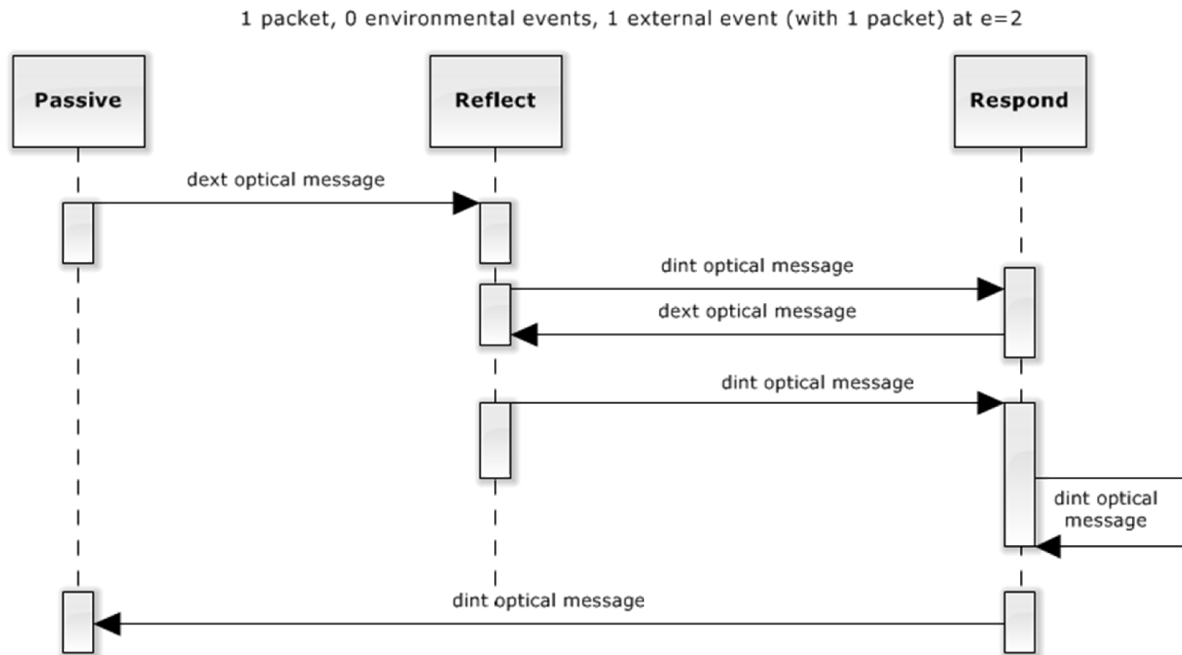 1 packet, 0 environmental events, 1 external event (with 1 packet) at e=2
Passive
Reflect
Respond
dext optical message
dint optical message
dext optical message
dint optical message
dint optical
message
dint optical message